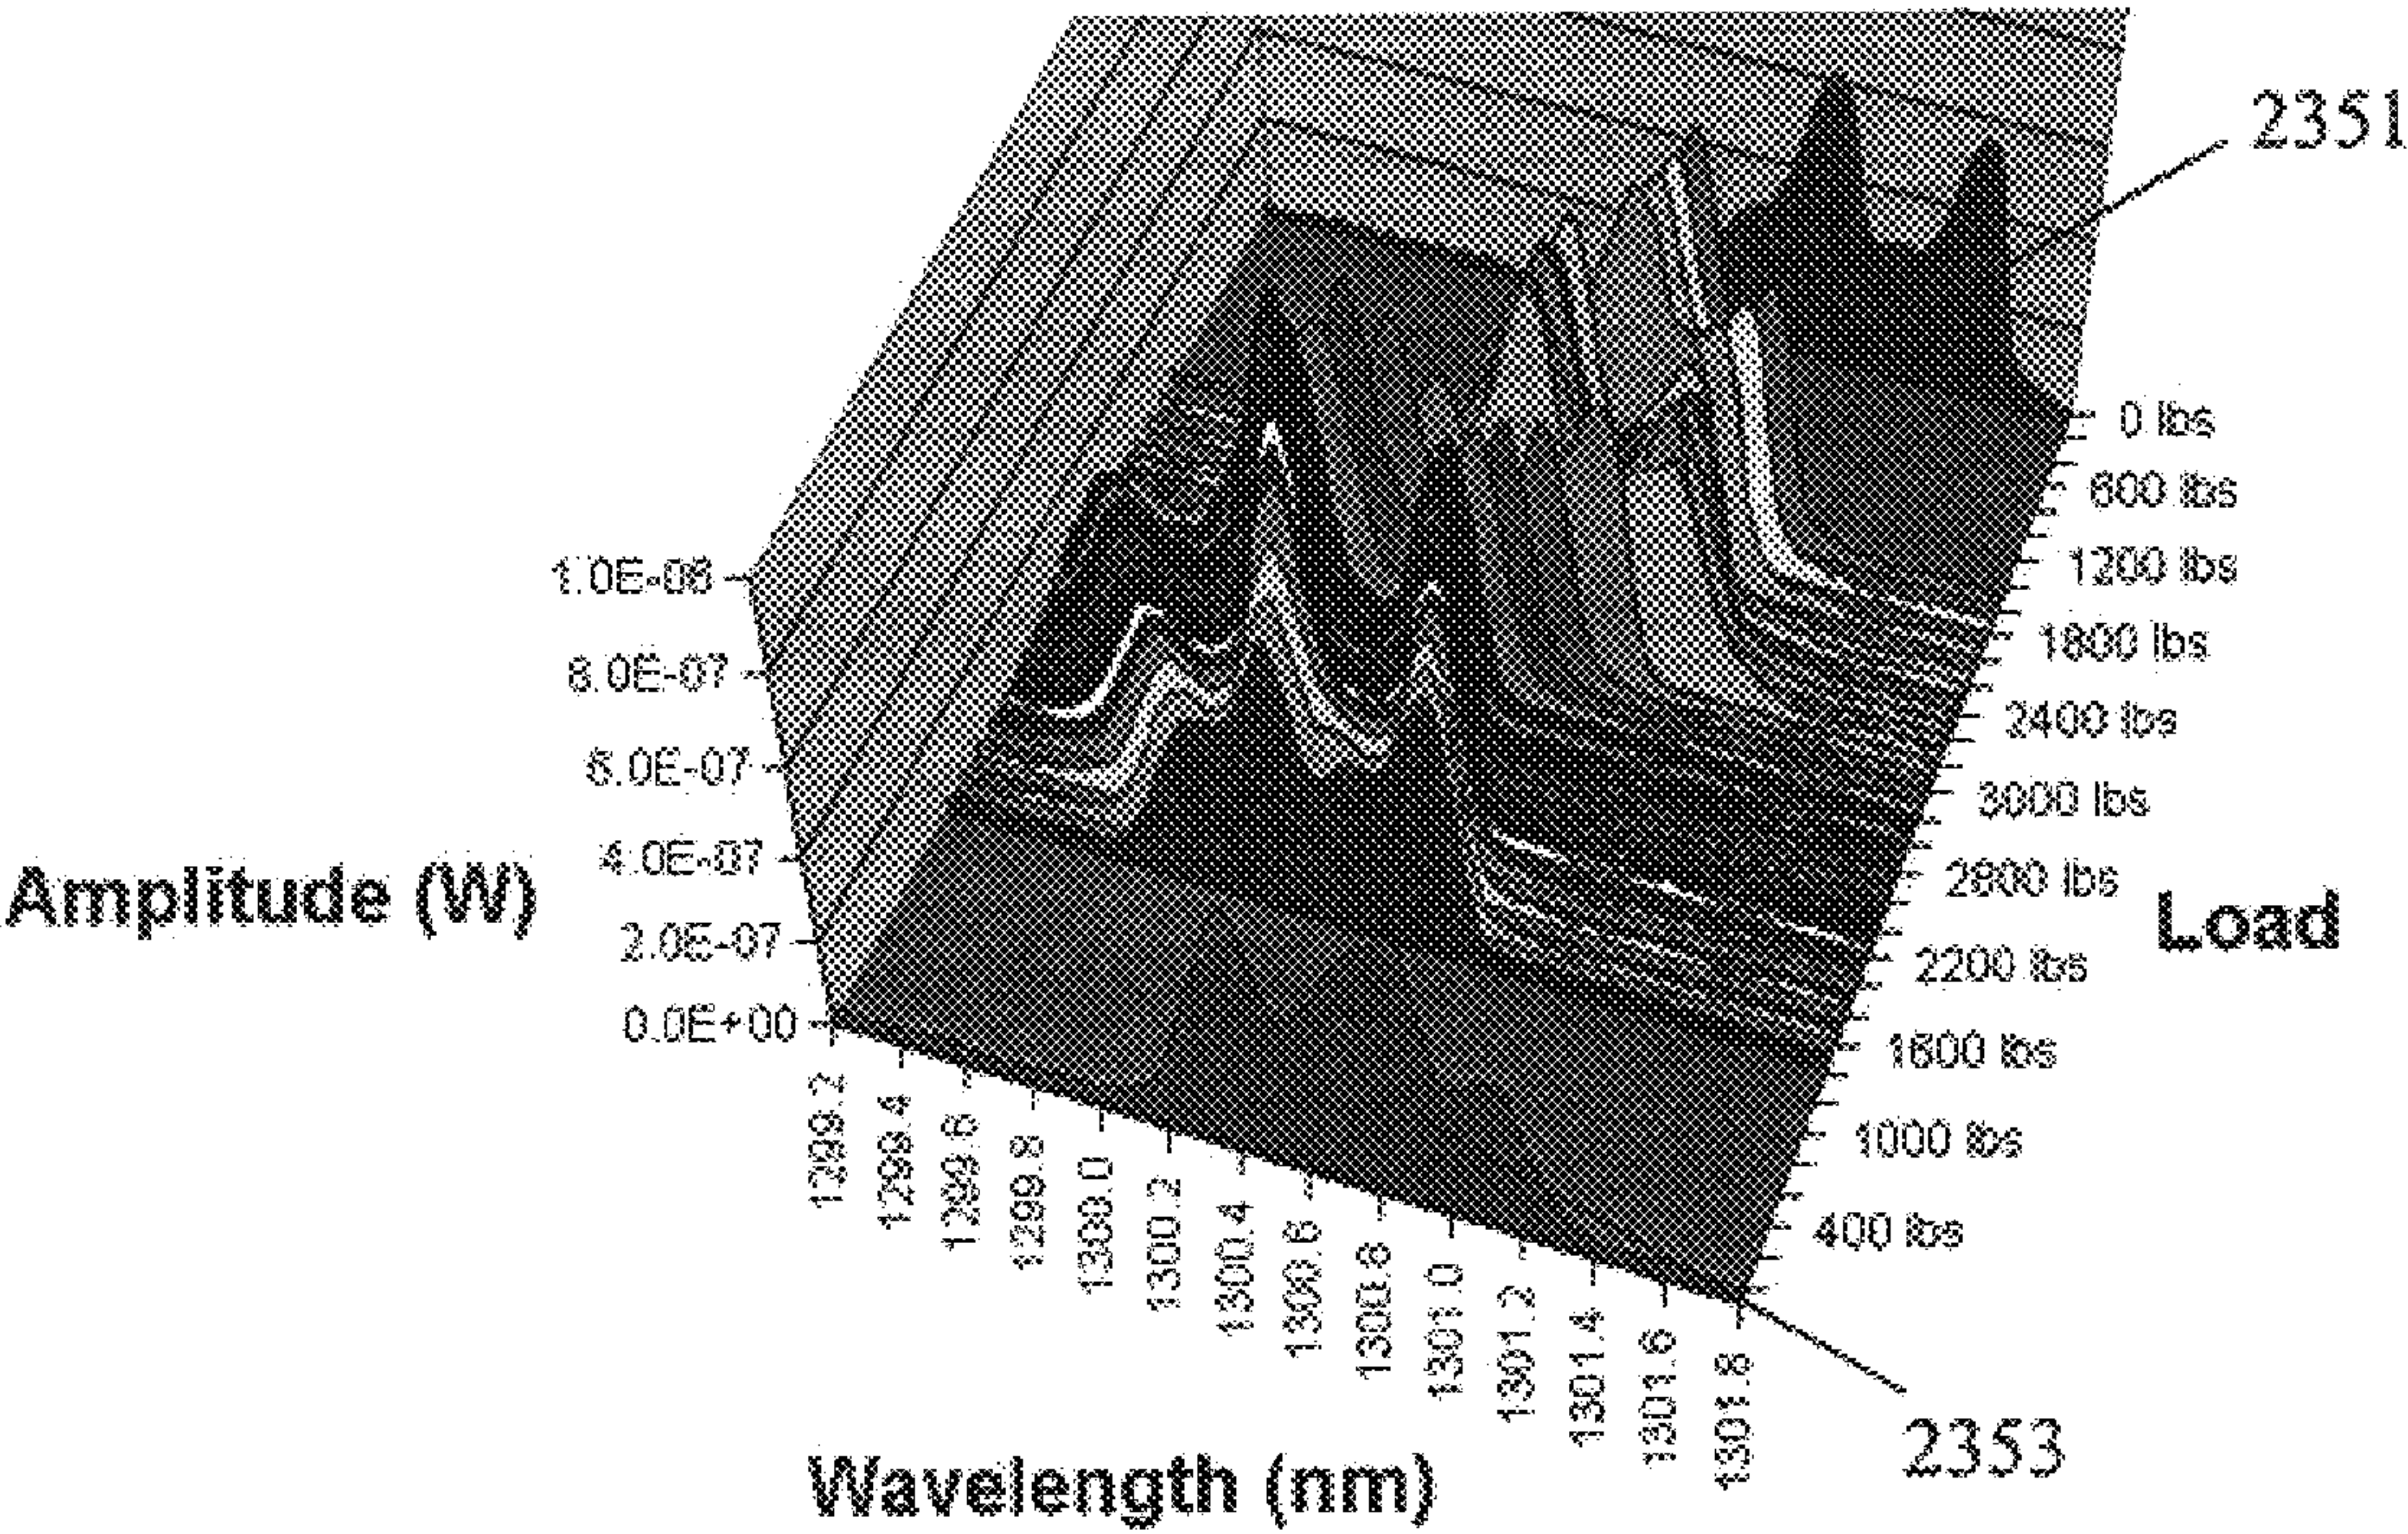 2351
0 lbs
600 lbs
1200 lbs
1800 lbs
2400 lbs
3000 lbs
2800 lbs
2200 lbs
1600 lbs
1000 lbs
400 lbs
Load
1.0E-06
8.0E-07
6.0E-07
4.0E-07
2.0E-07
0.0E+00
Amplitude (W)
1299.2
1299.4
1299.6
1299.8
1300.0
1300.2
1300.4
1300.6
1300.8
1301.0
1301.2
1301.4
1301.6
1301.8
Wavelength (nm)
2353